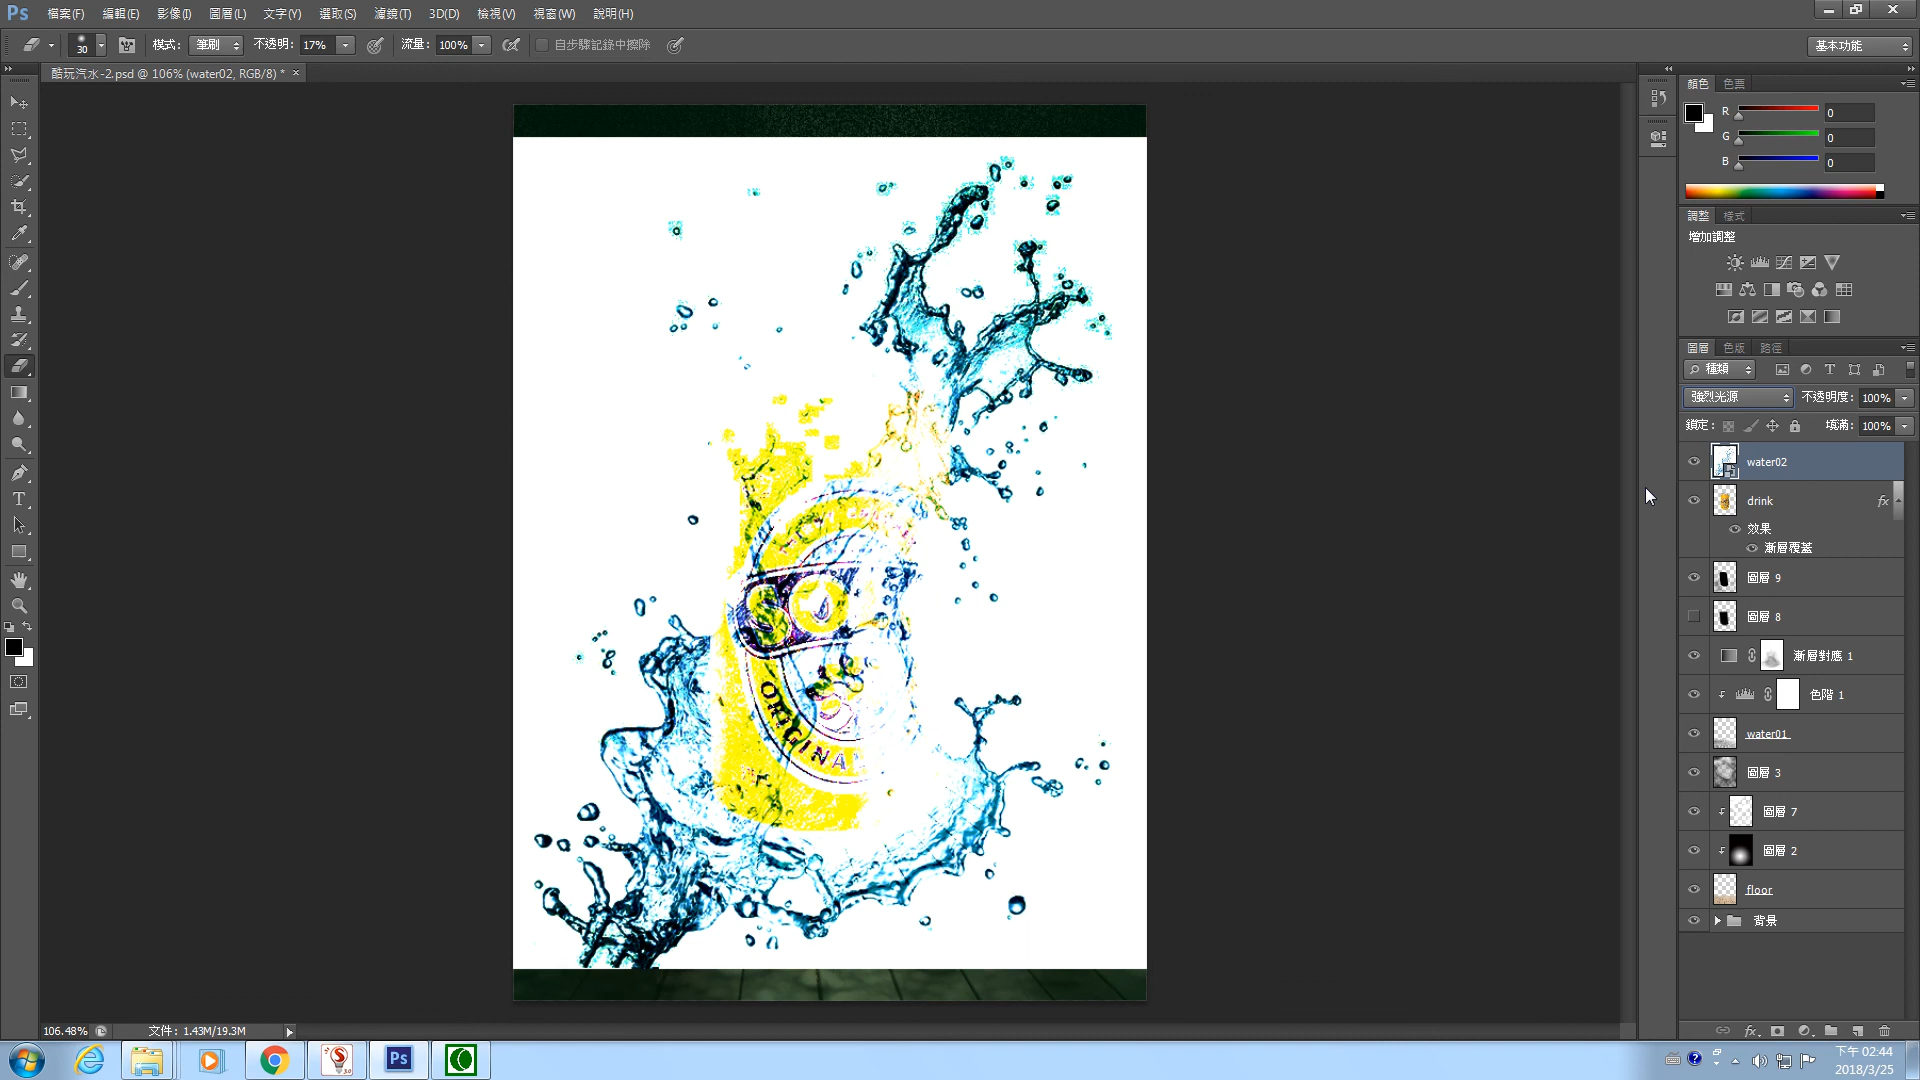 Ps 檔案(F) 編輯(E) 影像(I) 圖層(L) 文字(Y) 選取(S) 濾鏡(T) 3D(D) 檢視(V) 視窗(W) 說明(H)
30 模式: 筆刷 不透明: 17% 流量: 100% 自步驟記錄中擦除 基本功能
酷玩汽水-2.psd @ 106% (water02, RGB/8) * ×
顏色 色票
R 0
G 0
B 0
調整 樣式
增加調整
圖層 色版 路徑
種類
強烈光源 不透明度: 100%
鎖定: 填滿: 100%
water02
drink fx
效果
漸層覆蓋
圖層 9
圖層 8
漸層對應 1
色階 1
water01
圖層 3
圖層 7
圖層 2
floor
背景
ORIGINA
106.48% 文件: 1.43M/19.3M
fx
Ps
下午 02:44
2018/3/25